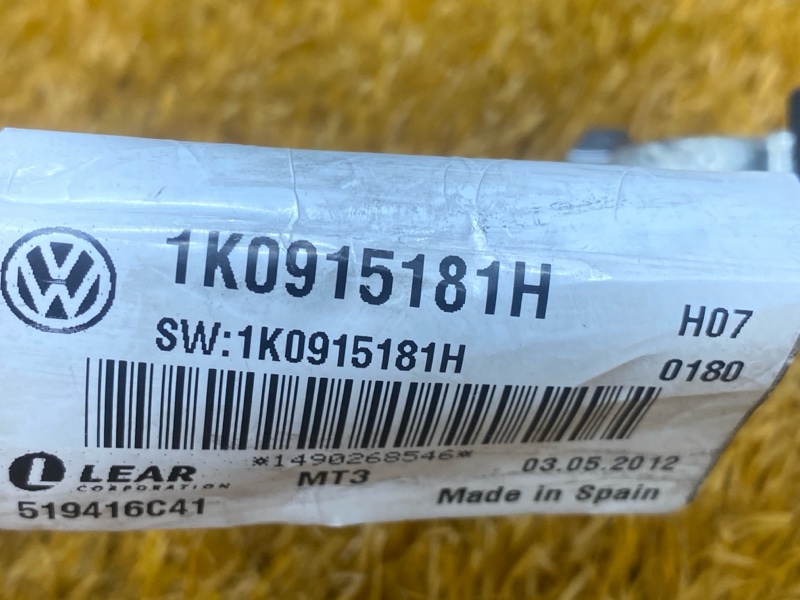 1K0915181H
SW:1K0915181H
H07
0180
*1490268546*
LEAR
CORPORATION
MT3
03.05.2012
519416C41
Made in Spain